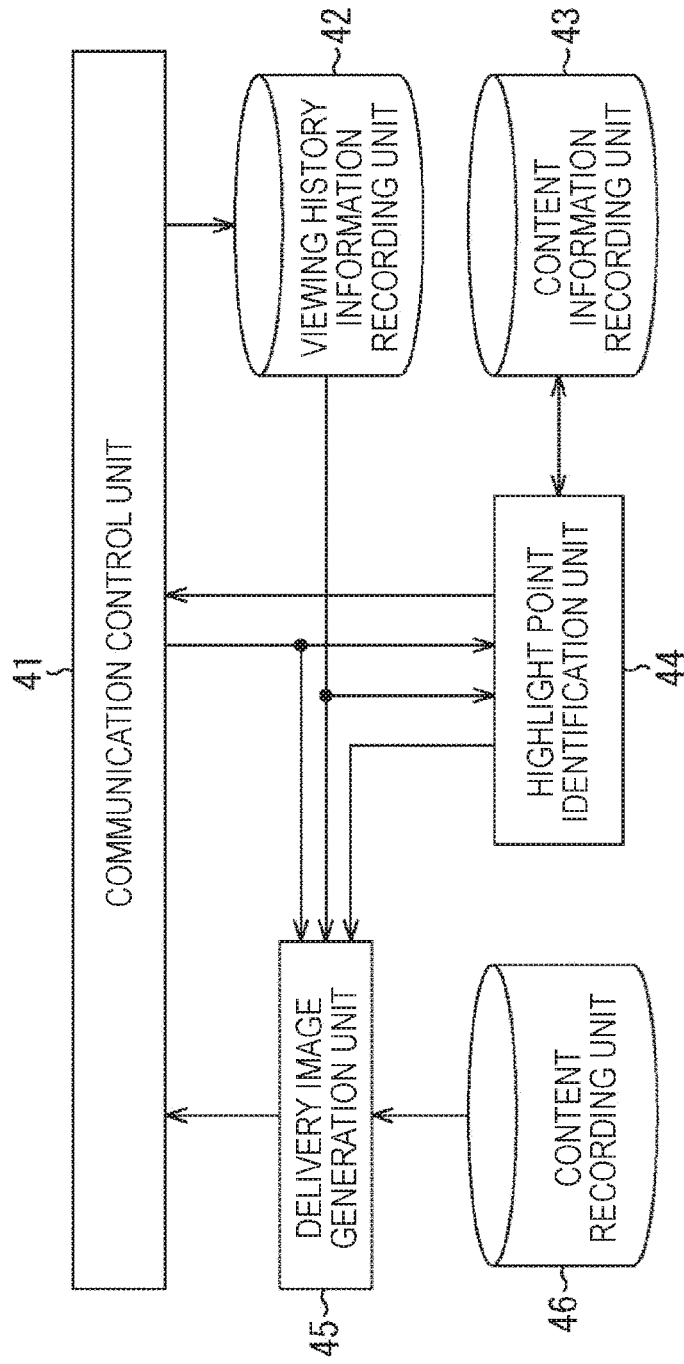 41
COMMUNICATION CONTROL UNIT
45
DELIVERY IMAGE
GENERATION UNIT
VIEWING HISTORY
INFORMATION
RECORDING UNIT
42
46
CONTENT
RECORDING UNIT
HIGHLIGHT POINT
IDENTIFICATION UNIT
44
CONTENT
INFORMATION
RECORDING UNIT
43